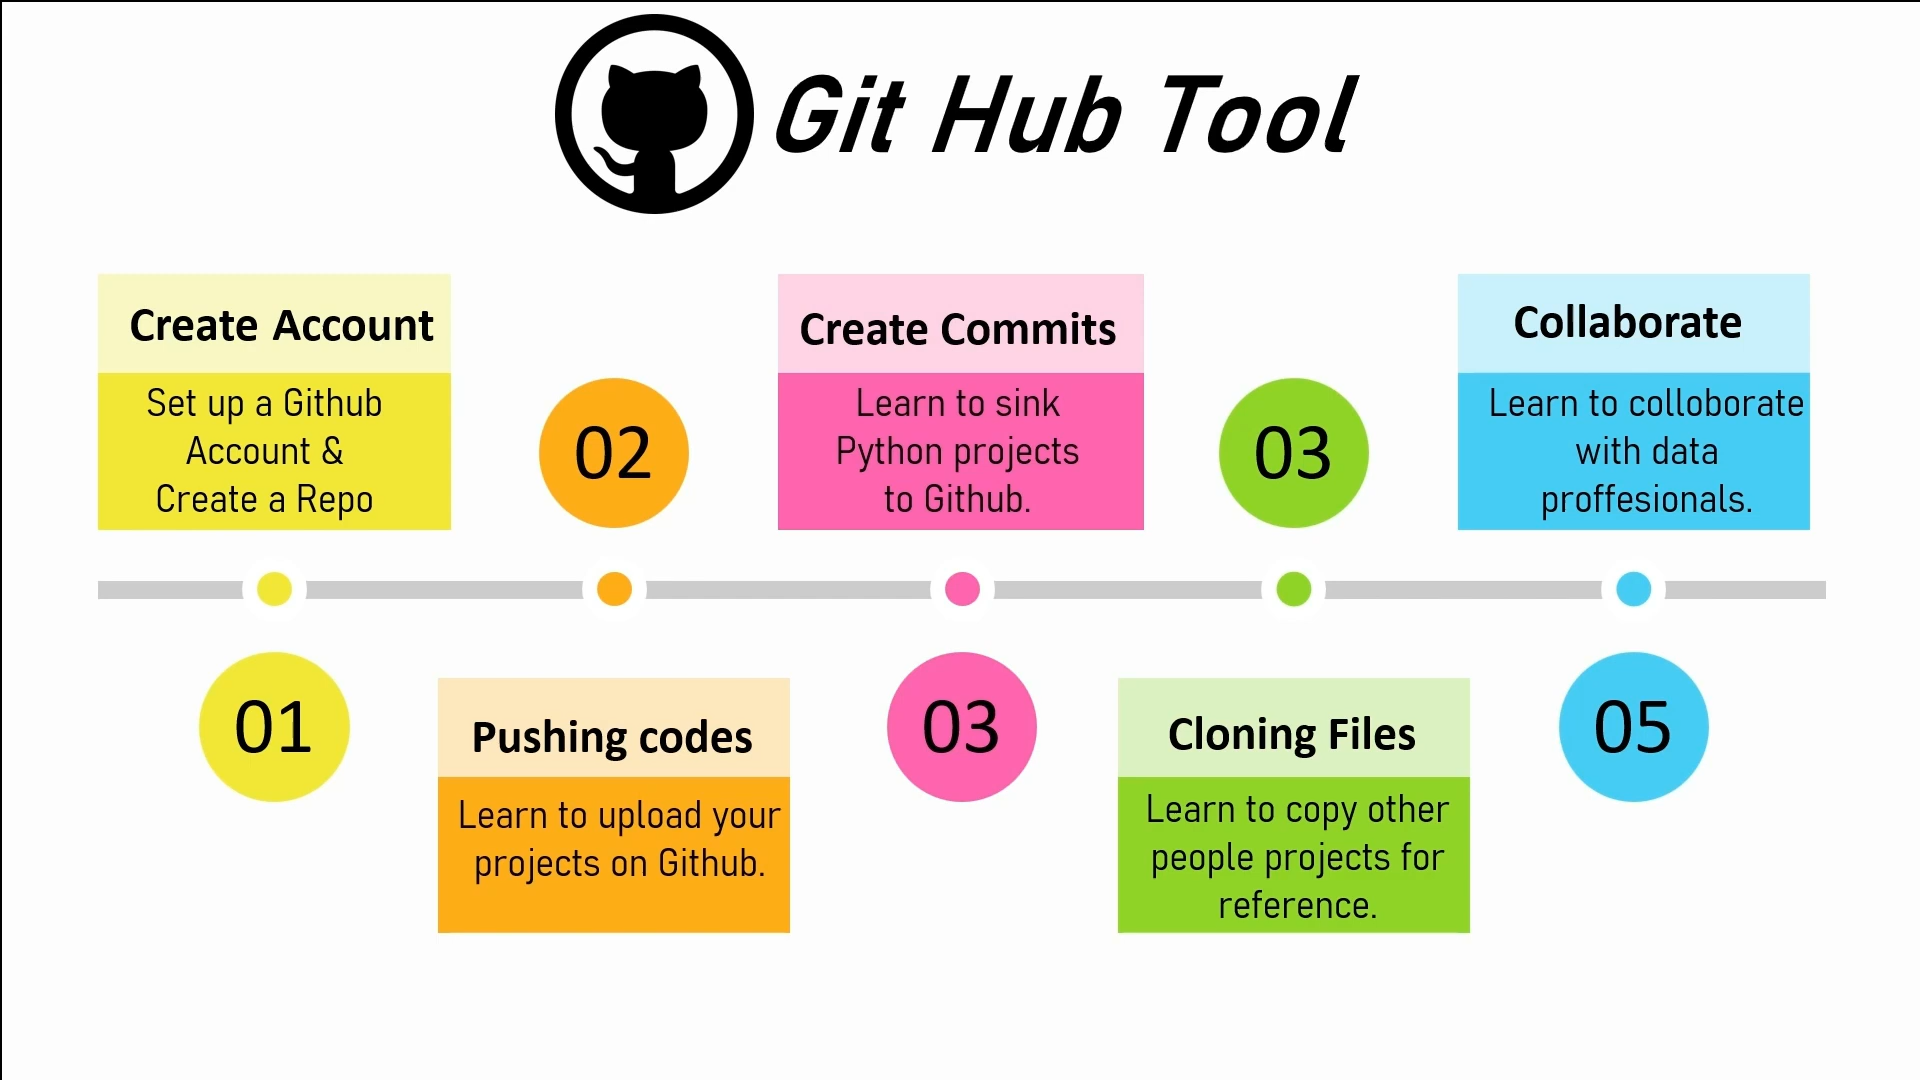 Git Hub Tool
Create Account
Set up a Github
Account &
Create a Repo
01
02
Pushing codes
Learn to upload your
projects on Github.
Create Commits
Learn to sink
Python projects
to Github.
03
03
Cloning Files
Learn to copy other
people projects for
reference.
Collaborate
Learn to colloborate
with data
proffesionals.
05